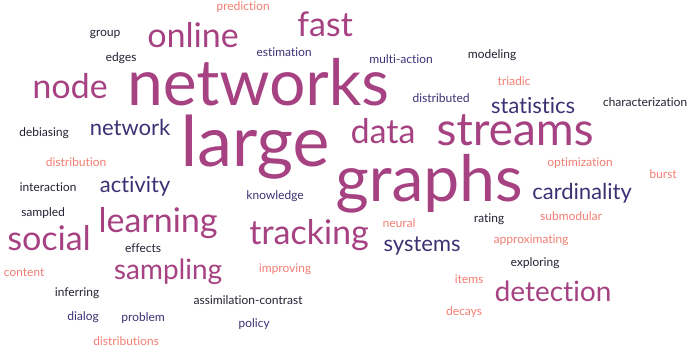 prediction
group
online
fast
edges
estimation
multi-action
modeling
node
networks
triadic
distributed
statistics
characterization
debiasing
network
large
data
streams
distribution
optimization
burst
interaction
activity
knowledge
graphs
cardinality
sampled
learning
tracking
neural
rating
submodular
social
effects
systems
approximating
content
sampling
improving
exploring
items
inferring
assimilation-contrast
detection
dialog
problem
policy
decays
distributions